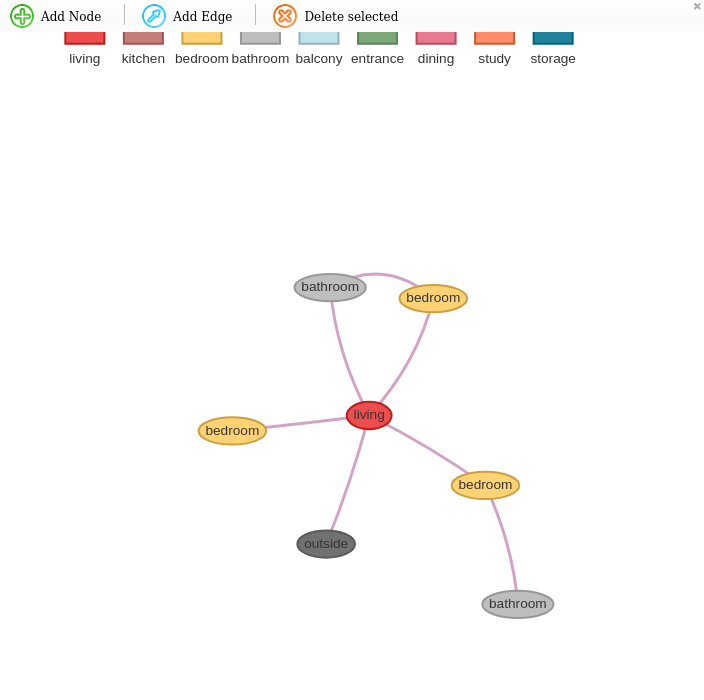 Add Node Add Edge Delete selected
living kitchen bedroom bathroom balcony entrance dining study storage
bathroom
bedroom
living
bedroom
bedroom
outside
bathroom